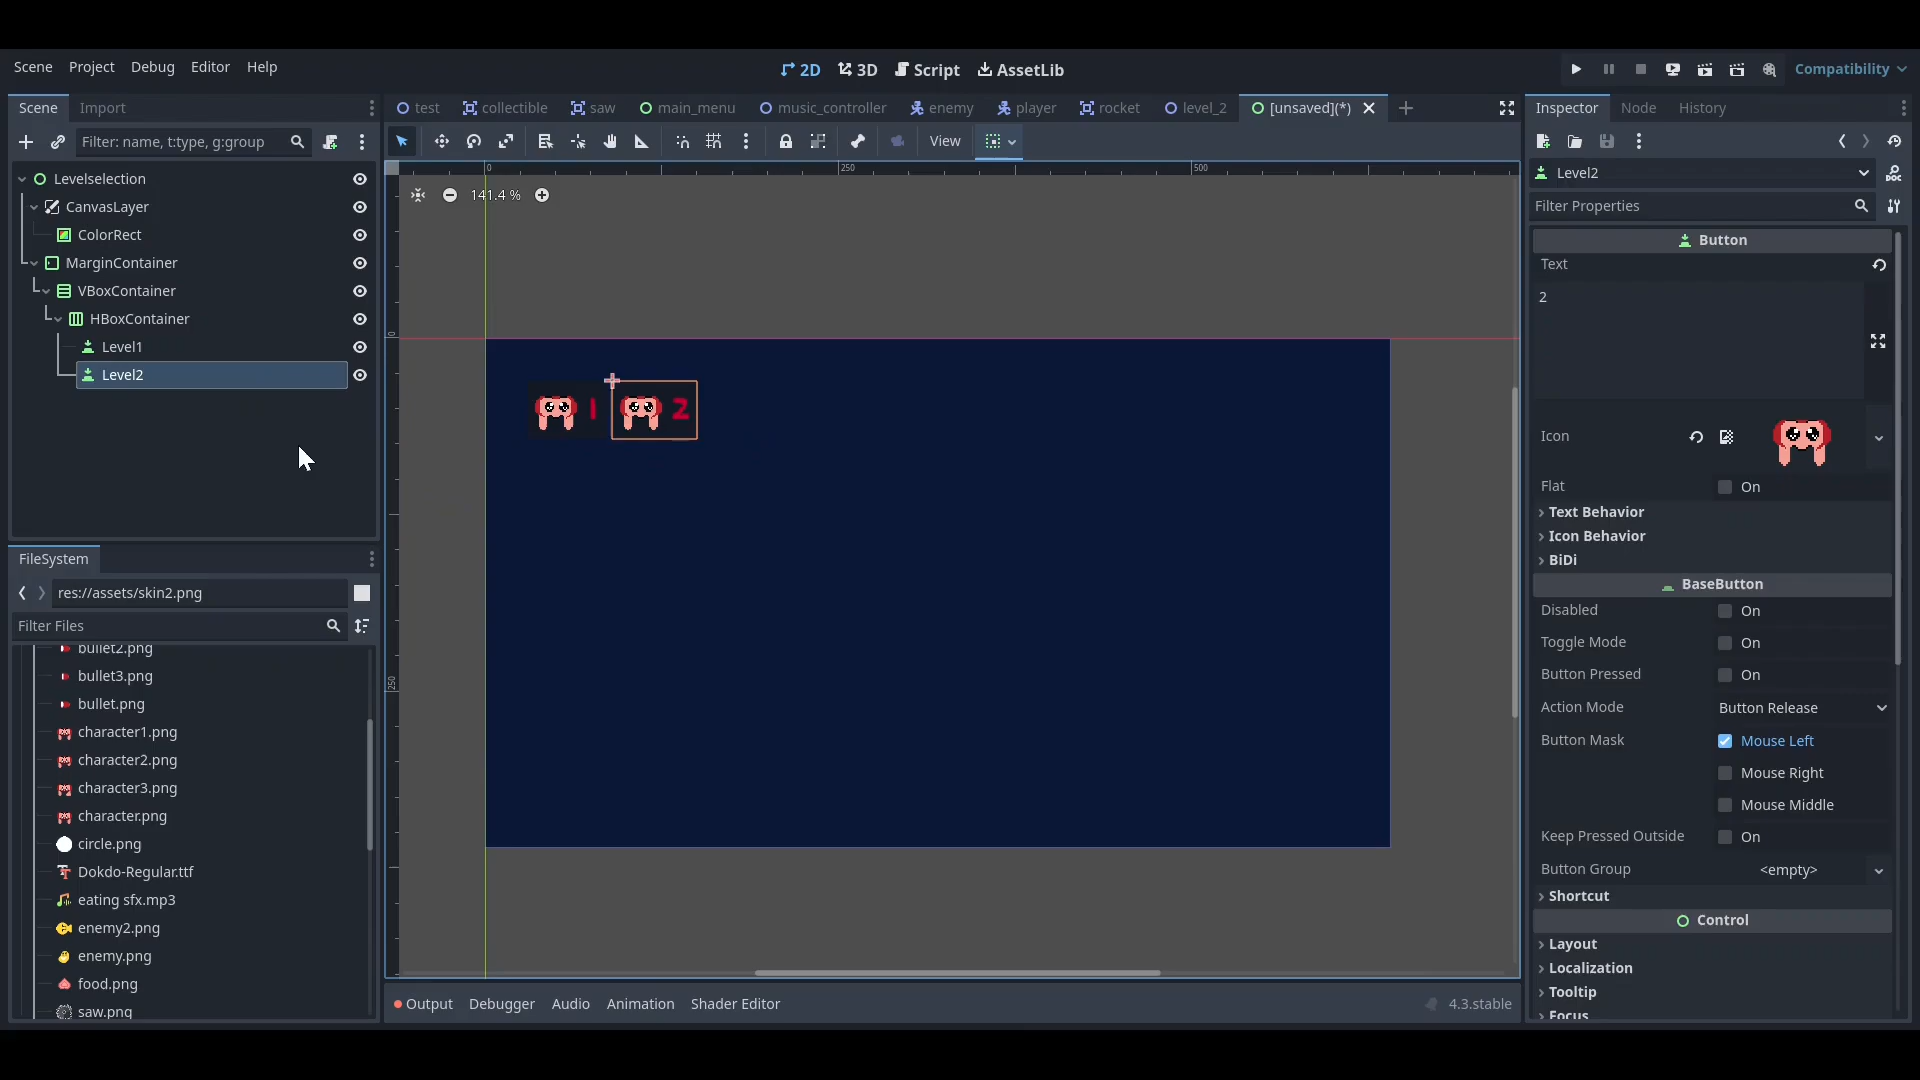 Scene Project Debug Editor Help
2D 3D Script AssetLib
Compatibility
Scene Import
test collectible saw main_menu music_controller enemy player rocket level_2 [unsaved](*)
Inspector Node History
Filter: name, t:type, g:group
View
Levelselection
CanvasLayer
ColorRect
MarginContainer
VBoxContainer
HBoxContainer
Level1
Level2
FileSystem
res://assets/skin2.png
Filter Files
bullet2.png
bullet3.png
bullet.png
character1.png
character2.png
character3.png
character.png
circle.png
Dokdo-Regular.ttf
eating sfx.mp3
enemy2.png
enemy.png
food.png
saw.png
0 250 500
141.4 %
0
250
1 2
Output Debugger Audio Animation Shader Editor
4.3.stable
Level2
Filter Properties
Button
Text
2
Icon
Flat On
Text Behavior
Icon Behavior
BiDi
BaseButton
Disabled On
Toggle Mode On
Button Pressed On
Action Mode Button Release
Button Mask Mouse Left
Mouse Right
Mouse Middle
Keep Pressed Outside On
Button Group <empty>
Shortcut
Control
Layout
Localization
Tooltip
Focus